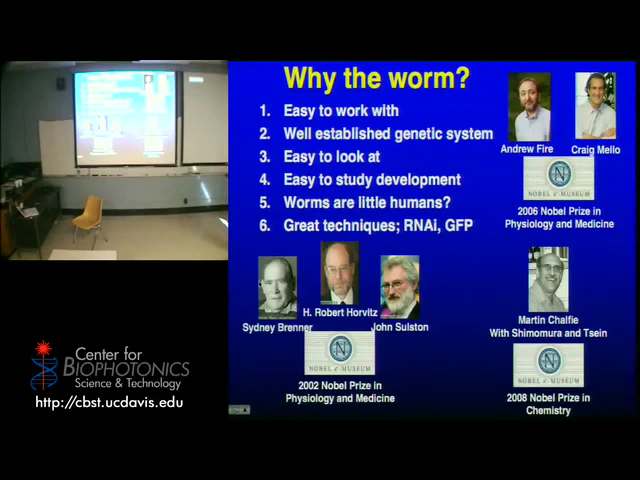 Why the worm?
1. Easy to work with
2. Well established genetic system
3. Easy to look at
4. Easy to study development
5. Worms are little humans?
6. Great techniques; RNAi, GFP
Andrew Fire
Craig Mello
NOBEL e-MUSEUM
2006 Nobel Prize in
Physiology and Medicine
Sydney Brenner
H. Robert Horvitz
John Sulston
NOBEL e-MUSEUM
2002 Nobel Prize in
Physiology and Medicine
Martin Chalfie
With Shimomura and Tsein
NOBEL e-MUSEUM
2008 Nobel Prize in
Chemistry
Center for
BIOPHOTONICS
Science & Technology
http://cbst.ucdavis.edu